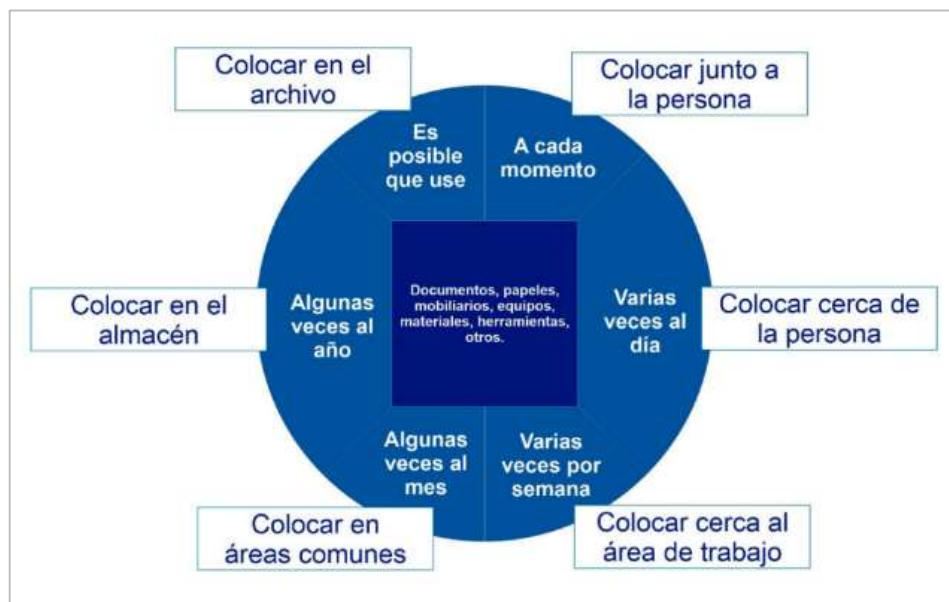 Colocar en el
archivo
Colocar junto a
la persona
Es
posible
que use
A cada
momento
Colocar en el
almacén
Algunas
veces al
año
Documentos, papeles,
mobiliarios, equipos,
materiales, herramientas,
otros.
Varias
veces al
día
Colocar cerca de
la persona
Algunas
veces al
mes
Varias
veces por
semana
Colocar en
áreas comunes
Colocar cerca al
área de trabajo